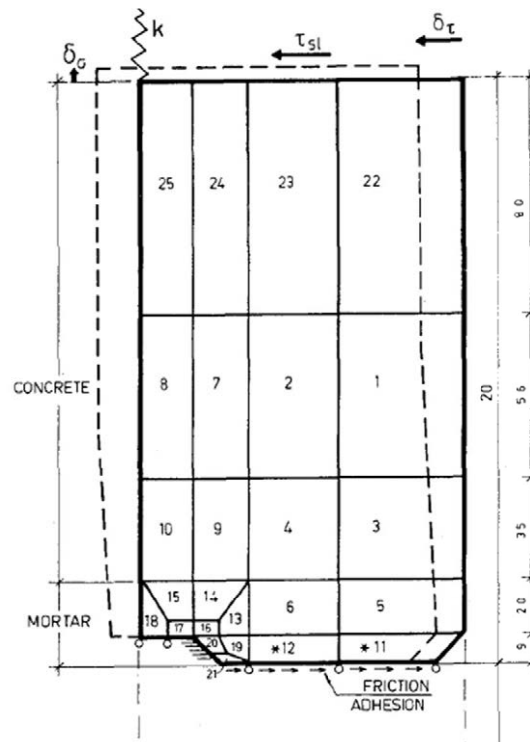 k
δσ
τsl
δτ
25 24 23 22
80
CONCRETE
8 7 2 1
20
56
10 9 4 3
35
15 14
6 5
20
MORTAR
18 17 16 13
20 19 *12 *11
9
21
FRICTION
ADHESION